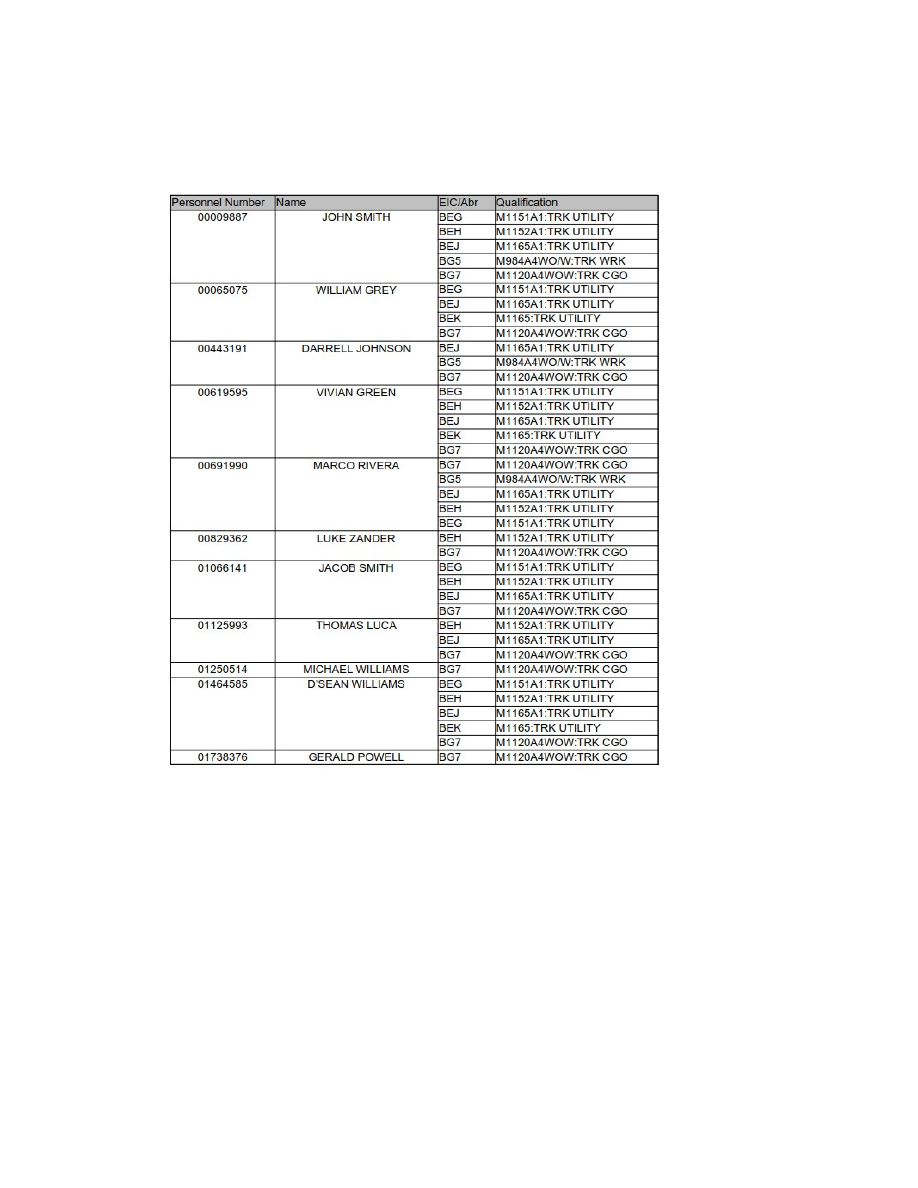 Personnel Number Name EIC/Abr Qualification
00009887 JOHN SMITH BEG M1151A1:TRK UTILITY
BEH M1152A1:TRK UTILITY
BEJ M1165A1:TRK UTILITY
BG5 M984A4WO/W:TRK WRK
BG7 M1120A4WOW:TRK CGO
00065075 WILLIAM GREY BEG M1151A1:TRK UTILITY
BEJ M1165A1:TRK UTILITY
BEK M1165:TRK UTILITY
BG7 M1120A4WOW:TRK CGO
00443191 DARRELL JOHNSON BEJ M1165A1:TRK UTILITY
BG5 M984A4WO/W:TRK WRK
BG7 M1120A4WOW:TRK CGO
00619595 VIVIAN GREEN BEG M1151A1:TRK UTILITY
BEH M1152A1:TRK UTILITY
BEJ M1165A1:TRK UTILITY
BEK M1165:TRK UTILITY
BG7 M1120A4WOW:TRK CGO
00691990 MARCO RIVERA BG7 M1120A4WOW:TRK CGO
BG5 M984A4WO/W:TRK WRK
BEJ M1165A1:TRK UTILITY
BEH M1152A1:TRK UTILITY
BEG M1151A1:TRK UTILITY
00829362 LUKE ZANDER BEH M1152A1:TRK UTILITY
BG7 M1120A4WOW:TRK CGO
01066141 JACOB SMITH BEG M1151A1:TRK UTILITY
BEH M1152A1:TRK UTILITY
BEJ M1165A1:TRK UTILITY
BG7 M1120A4WOW:TRK CGO
01125993 THOMAS LUCA BEH M1152A1:TRK UTILITY
BEJ M1165A1:TRK UTILITY
BG7 M1120A4WOW:TRK CGO
01250514 MICHAEL WILLIAMS BG7 M1120A4WOW:TRK CGO
01464585 D'SEAN WILLIAMS BEG M1151A1:TRK UTILITY
BEH M1152A1:TRK UTILITY
BEJ M1165A1:TRK UTILITY
BEK M1165:TRK UTILITY
BG7 M1120A4WOW:TRK CGO
01738376 GERALD POWELL BG7 M1120A4WOW:TRK CGO